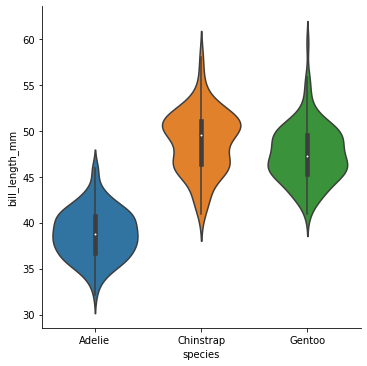 60
55
50
45
40
35
30
bill_length_mm
Adelie
Chinstrap
Gentoo
species